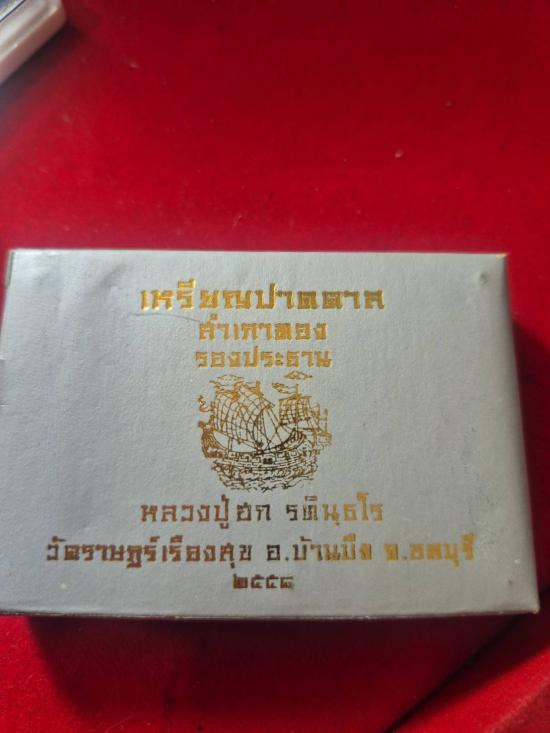 เหรียญปาดตาล
สำเภาทอง
รองประธาน
หลวงปู่ฮก รตินฺธโร
วัดราษฎร์เรืองสุข อ.บ้านบึง จ.ชลบุรี
๒๕๕๘